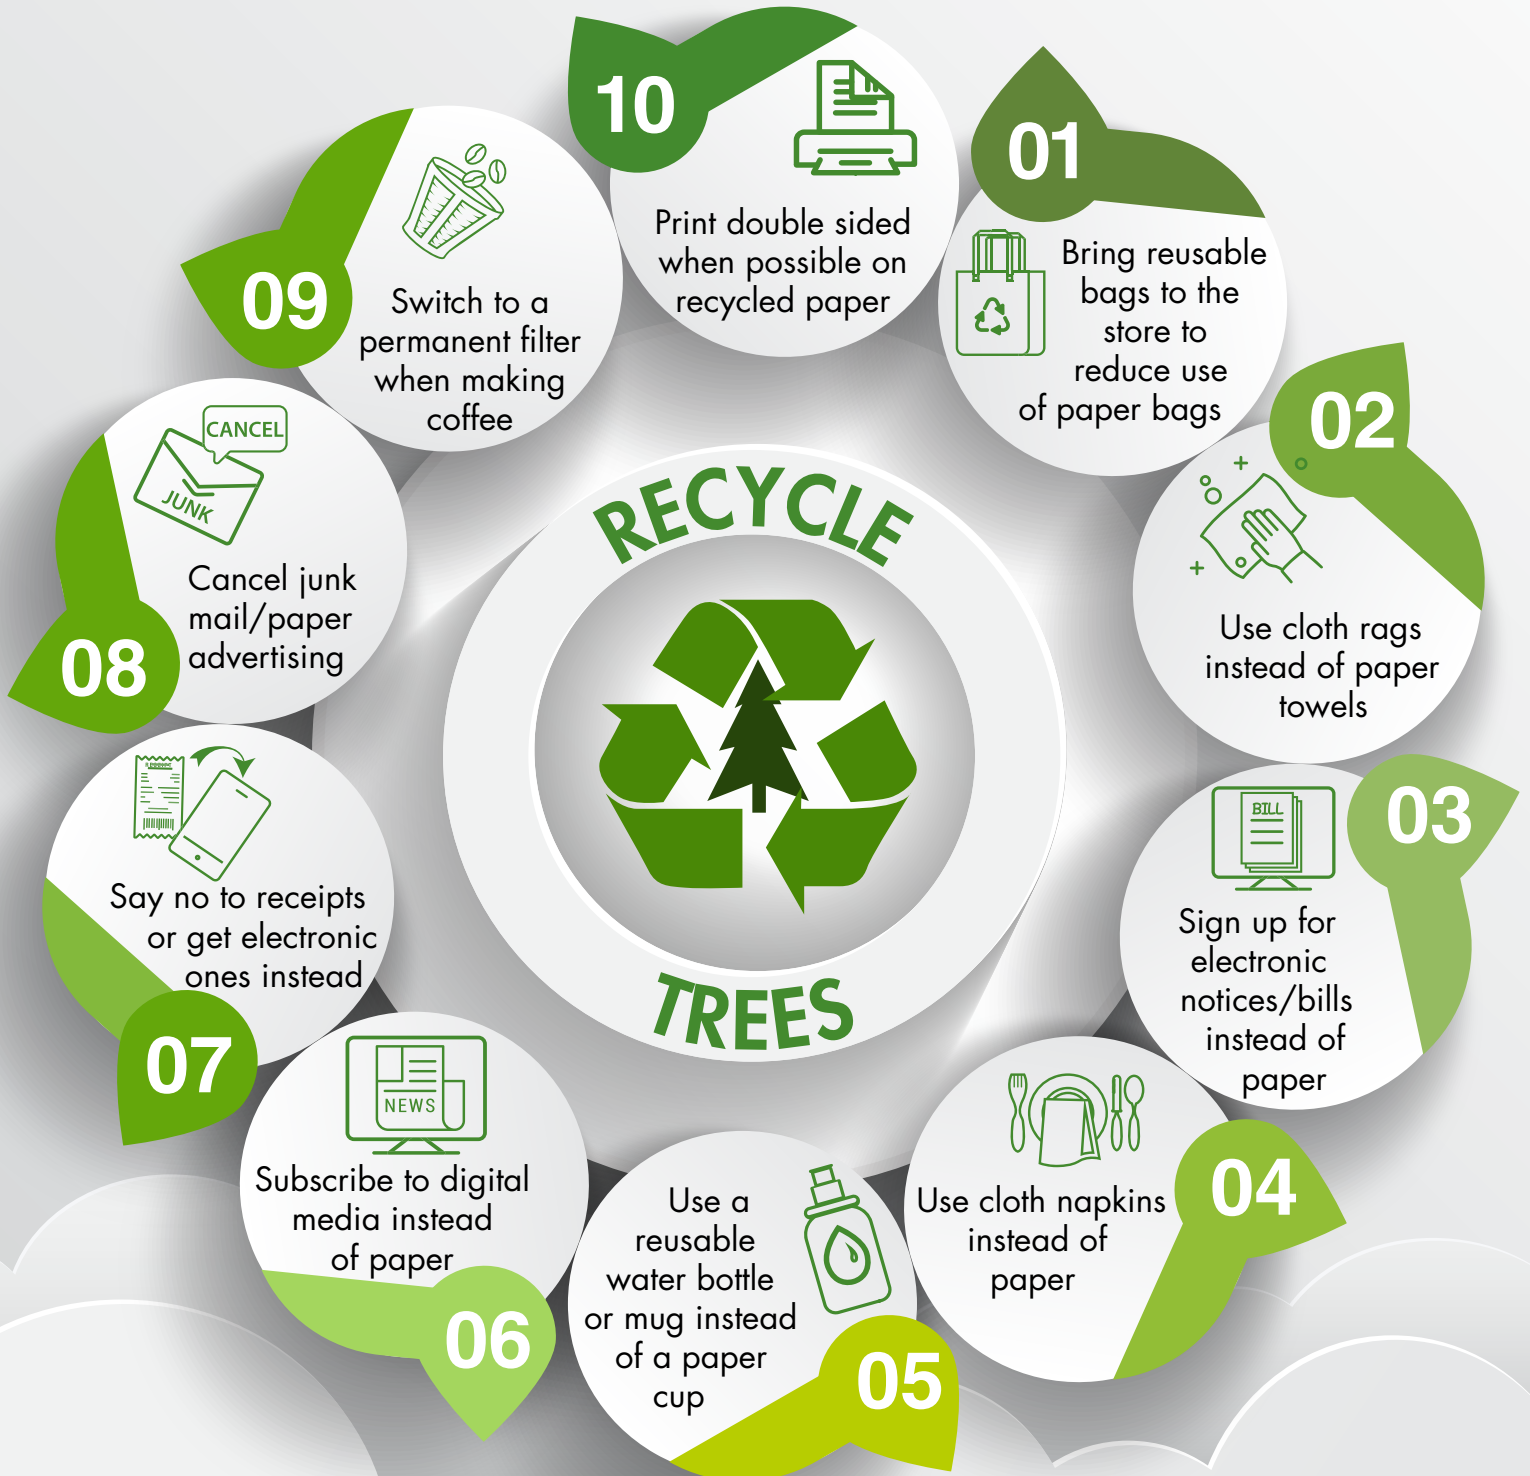 RECYCLE
TREES
01
Bring reusable
bags to the
store to
reduce use
of paper bags
02
Use cloth rags
instead of paper
towels
03
BILL
Sign up for
electronic
notices/bills
instead of
paper
04
Use cloth napkins
instead of
paper
05
Use a
reusable
water bottle
or mug instead
of a paper
cup
06
NEWS
Subscribe to digital
media instead
of paper
07
Say no to receipts
or get electronic
ones instead
08
CANCEL
JUNK
Cancel junk
mail/paper
advertising
09
Switch to a
permanent filter
when making
coffee
10
Print double sided
when possible on
recycled paper